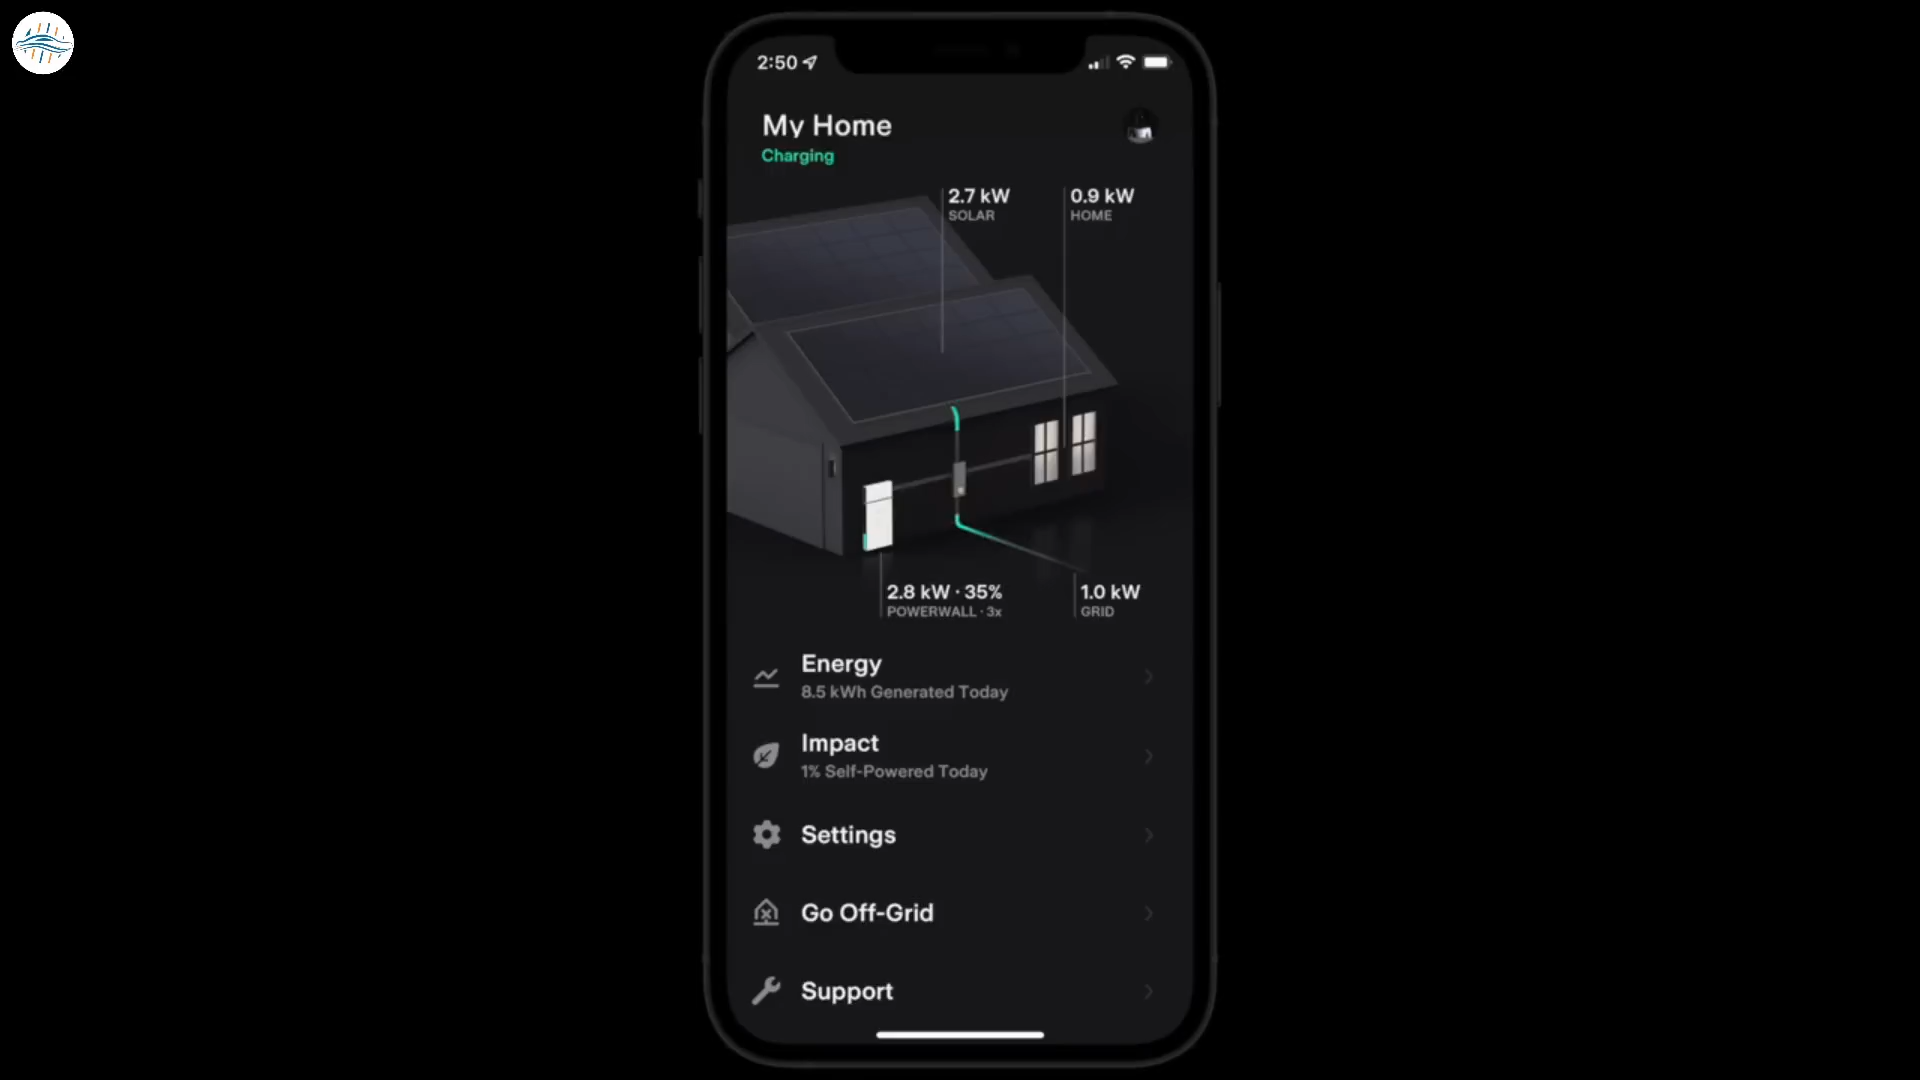 2:50
My Home
Charging
2.7 kW
SOLAR
0.9 kW
HOME
2.8 kW · 35%
POWERWALL · 3x
1.0 kW
GRID
Energy
8.5 kWh Generated Today
Impact
1% Self-Powered Today
Settings
Go Off-Grid
Support